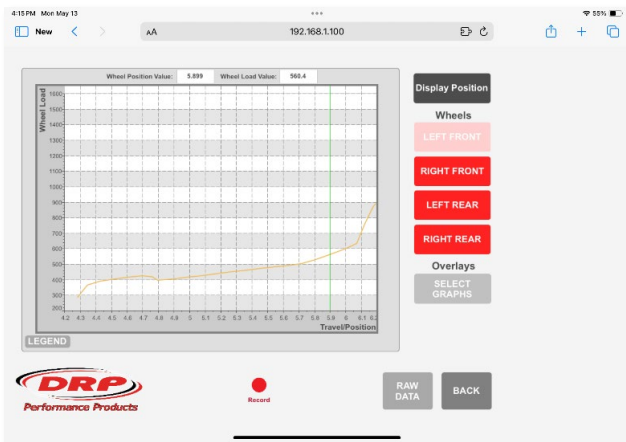 4:15 PM Mon May 13
55%
New AA 192.168.1.100
Wheel Position Value: 5.899 Wheel Load Value: 560.4
Display Position
Wheels
LEFT FRONT
RIGHT FRONT
LEFT REAR
RIGHT REAR
Overlays
SELECT
GRAPHS
Wheel Load
1600
1500
1400
1300
1200
1100
1000
900
800
700
600
500
400
300
200
4.2 4.3 4.4 4.5 4.6 4.7 4.8 4.9 5 5.1 5.2 5.3 5.4 5.5 5.6 5.7 5.8 5.9 6 6.1 6.2
Travel/Position
LEGEND
DRP
Performance Products
Record
RAW
DATA
BACK